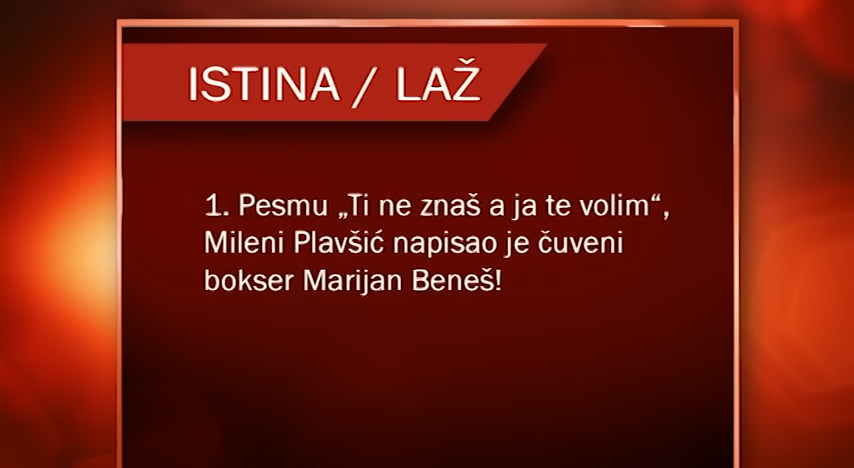 ISTINA / LAŽ
1. Pesmu „Ti ne znaš a ja te volim“,
Mileni Plavšić napisao je čuveni
bokser Marijan Beneš!